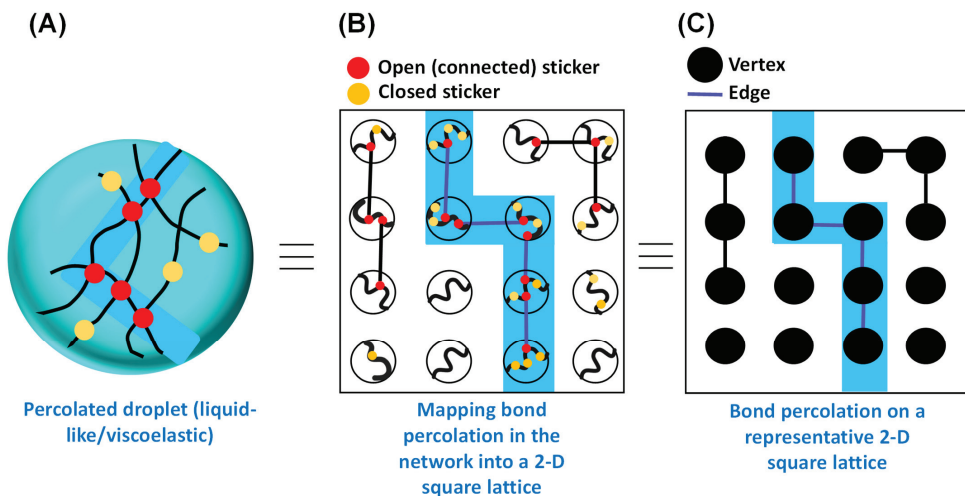 (A)
Percolated droplet (liquid-
like/viscoelastic)
(B)
Open (connected) sticker
Closed sticker
Mapping bond
percolation in the
network into a 2-D
square lattice
(C)
Vertex
Edge
Bond percolation on a
representative 2-D
square lattice